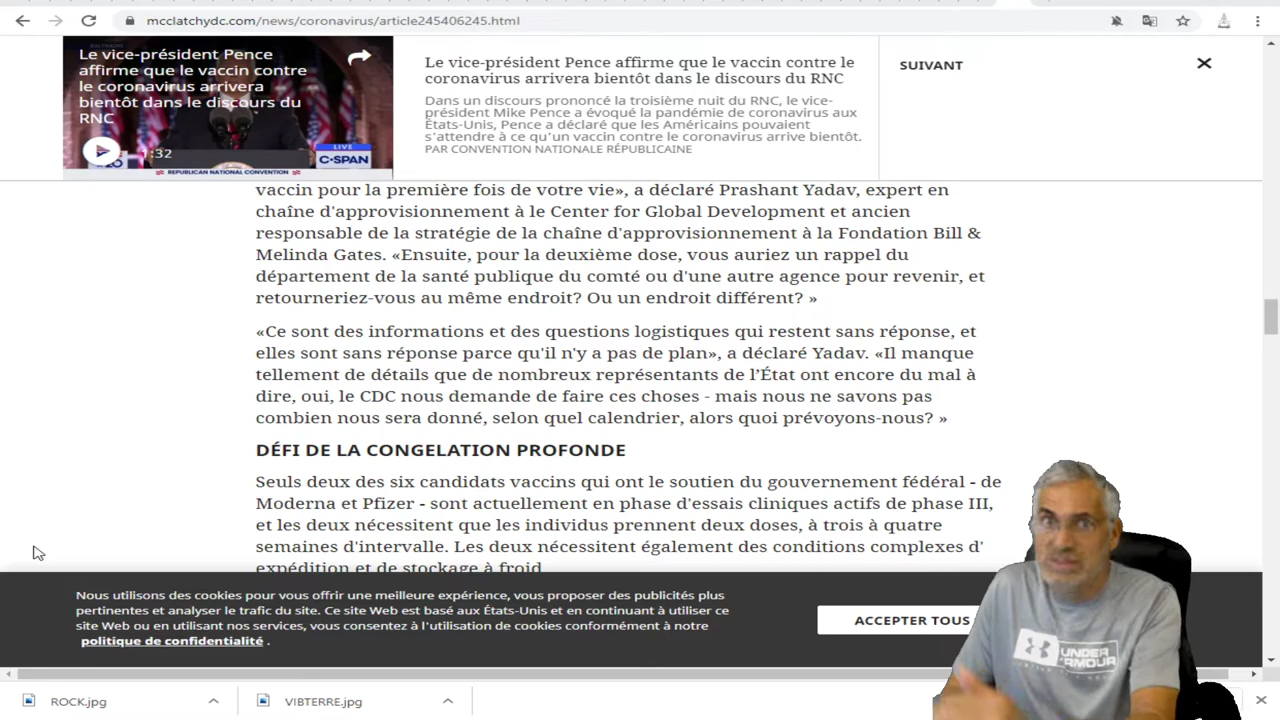 mcclatchydc.com/news/coronavirus/article245406245.html
Le vice-président Pence
affirme que le vaccin contre
le coronavirus arrivera
bientôt dans le discours du
RNC
1:32
LIVE
C-SPAN
REPUBLICAN NATIONAL CONVENTION
Le vice-président Pence affirme que le vaccin contre le
coronavirus arrivera bientôt dans le discours du RNC
Dans un discours prononcé la troisième nuit du RNC, le vice-
président Mike Pence a évoqué la pandémie de coronavirus aux
États-Unis, Pence a déclaré que les Américains pouvaient
s'attendre à ce qu'un vaccin contre le coronavirus arrive bientôt.
PAR CONVENTION NATIONALE RÉPUBLICAINE
SUIVANT
vaccin pour la première fois de votre vie», a déclaré Prashant Yadav, expert en
chaîne d'approvisionnement à le Center for Global Development et ancien
responsable de la stratégie de la chaîne d'approvisionnement à la Fondation Bill &
Melinda Gates. «Ensuite, pour la deuxième dose, vous auriez un rappel du
département de la santé publique du comté ou d'une autre agence pour revenir, et
retourneriez-vous au même endroit? Ou un endroit différent? »
«Ce sont des informations et des questions logistiques qui restent sans réponse, et
elles sont sans réponse parce qu'il n'y a pas de plan», a déclaré Yadav. «Il manque
tellement de détails que de nombreux représentants de l'État ont encore du mal à
dire, oui, le CDC nous demande de faire ces choses - mais nous ne savons pas
combien nous sera donné, selon quel calendrier, alors quoi prévoyons-nous? »
DÉFI DE LA CONGELATION PROFONDE
Seuls deux des six candidats vaccins qui ont le soutien du gouvernement fédéral - de
Moderna et Pfizer - sont actuellement en phase d'essais cliniques actifs de phase III,
et les deux nécessitent que les individus prennent deux doses, à trois à quatre
semaines d'intervalle. Les deux nécessitent également des conditions complexes d'
expédition et de stockage à froid
Nous utilisons des cookies pour vous offrir une meilleure expérience, vous proposer des publicités plus
pertinentes et analyser le trafic du site. Ce site Web est basé aux États-Unis et en continuant à utiliser ce
site Web ou en utilisant nos services, vous consentez à l'utilisation de cookies conformément à notre
politique de confidentialité .
ACCEPTER TOUS
UNDER
ARMOUR
ROCK.jpg
VIBTERRE.jpg